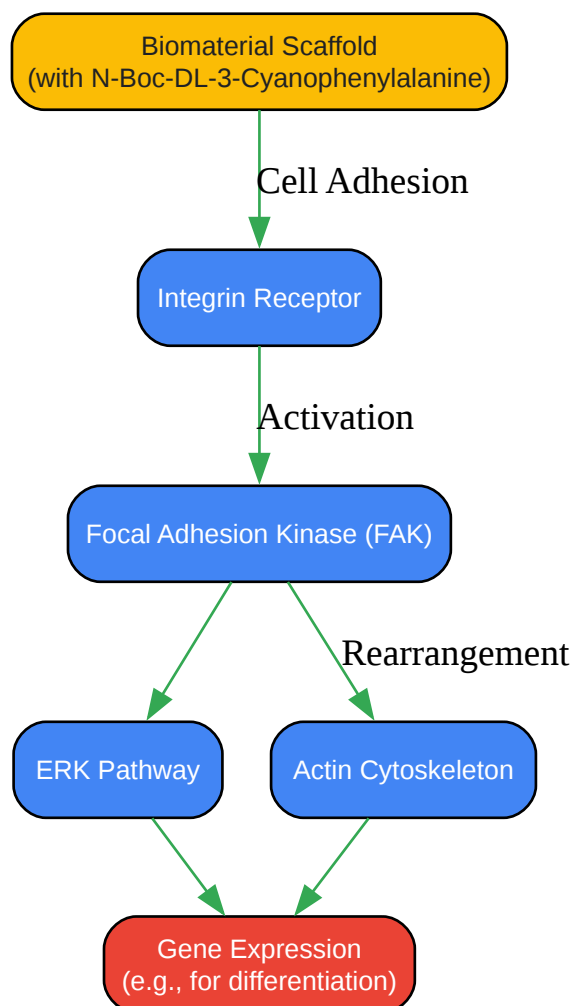 Biomaterial Scaffold
(with N-Boc-DL-3-Cyanophenylalanine)
Cell Adhesion
Integrin Receptor
Activation
Focal Adhesion Kinase (FAK)
Rearrangement
ERK Pathway
Actin Cytoskeleton
Gene Expression
(e.g., for differentiation)